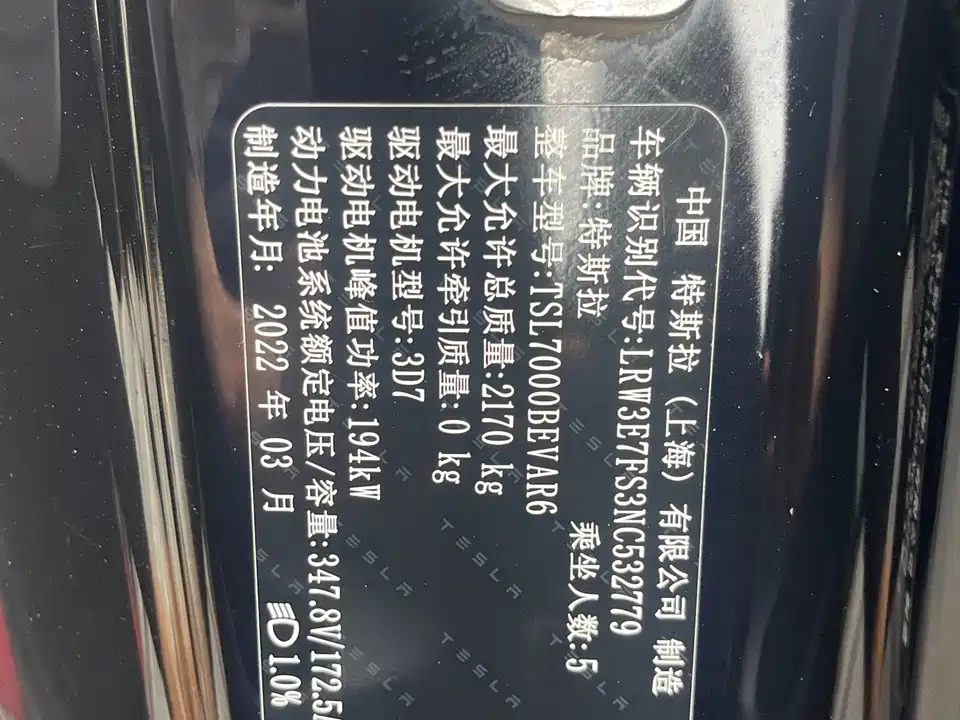 中国 特斯拉（上海）有限公司 制造
车辆识别代号:LRW3E7FS3NC532779
品牌:特斯拉 乘坐人数:5
整车型号:TSL7000BEVAR6
最大允许总质量:2170 kg
最大允许牵引质量:0 kg
驱动电机型号:3D7
驱动电机峰值功率:194kW
动力电池系统额定电压/容量:347.8V/172.5
制造年月: 2022 年 03 月 1.0%
TESLA